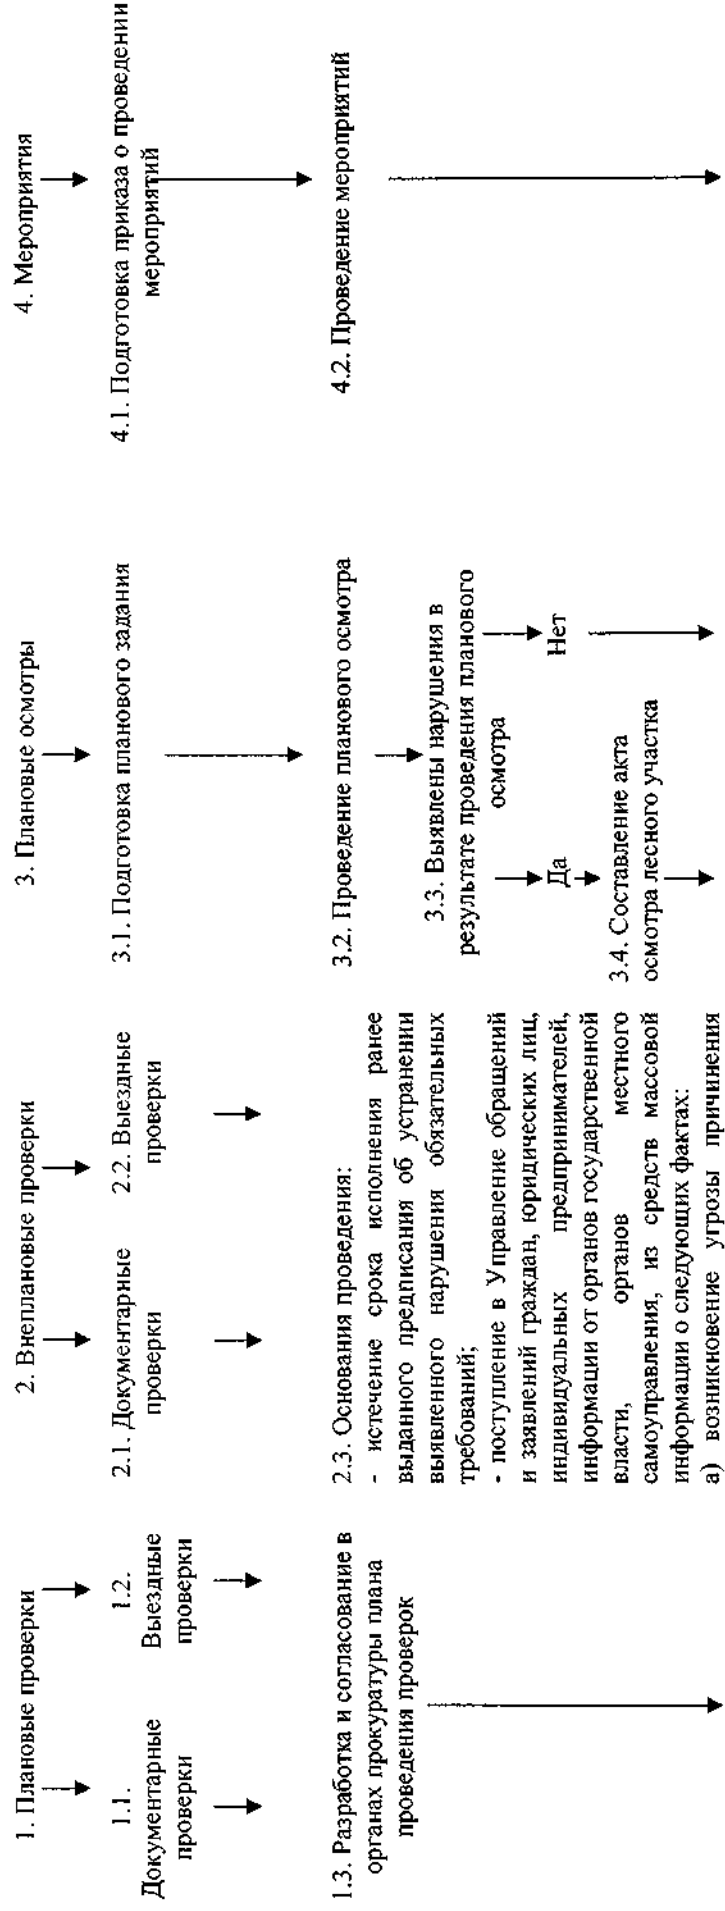 1. Плановые проверки
1.1.
Документарные
проверки
1.2.
Выездные
проверки
1.3. Разработка и согласование в
органах прокуратуры плана
проведения проверок
2. Внеплановые проверки
2.1. Документарные
проверки
2.2. Выездные
проверки
2.3. Основания проведения:
- истечение срока исполнения ранее
выданного предписания об устранении
выявленного нарушения обязательных
требований;
- поступление в Управление обращений
и заявлений граждан, юридических лиц,
индивидуальных предпринимателей,
информации от органов государственной
власти, органов местного
самоуправления, из средств массовой
информации о следующих фактах:
а) возникновение угрозы причинения
3. Плановые осмотры
3.1. Подготовка планового задания
3.2. Проведение планового осмотра
3.3. Выявлены нарушения в
результате проведения планового
осмотра
Да
Нет
3.4. Составление акта
осмотра лесного участка
4. Мероприятия
4.1. Подготовка приказа о проведении
мероприятий
4.2. Проведение мероприятий